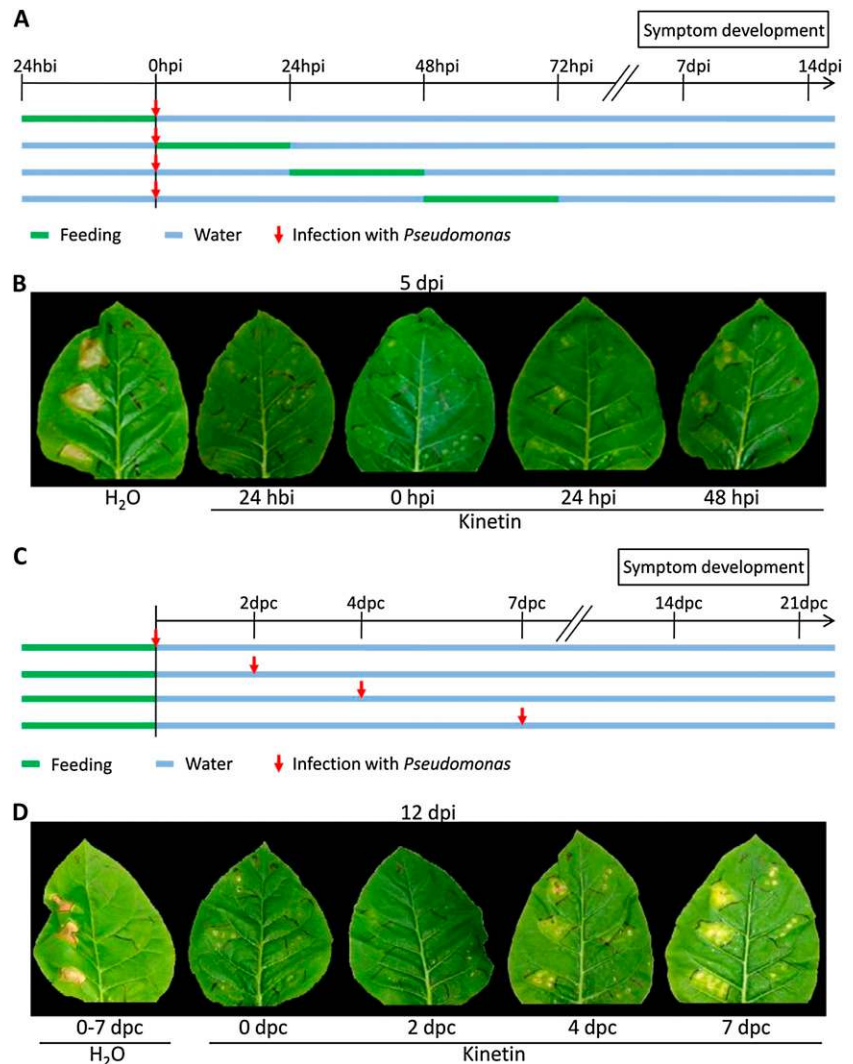 A
Symptom development
24hbi 0hpi 24hpi 48hpi 72hpi 7dpi 14dpi
Feeding Water Infection with Pseudomonas
B
5 dpi
H₂O 24 hbi 0 hpi 24 hpi 48 hpi
Kinetin
C
Symptom development
2dpc 4dpc 7dpc 14dpc 21dpc
Feeding Water Infection with Pseudomonas
D
12 dpi
0-7 dpc 0 dpc 2 dpc 4 dpc 7 dpc
H₂O Kinetin